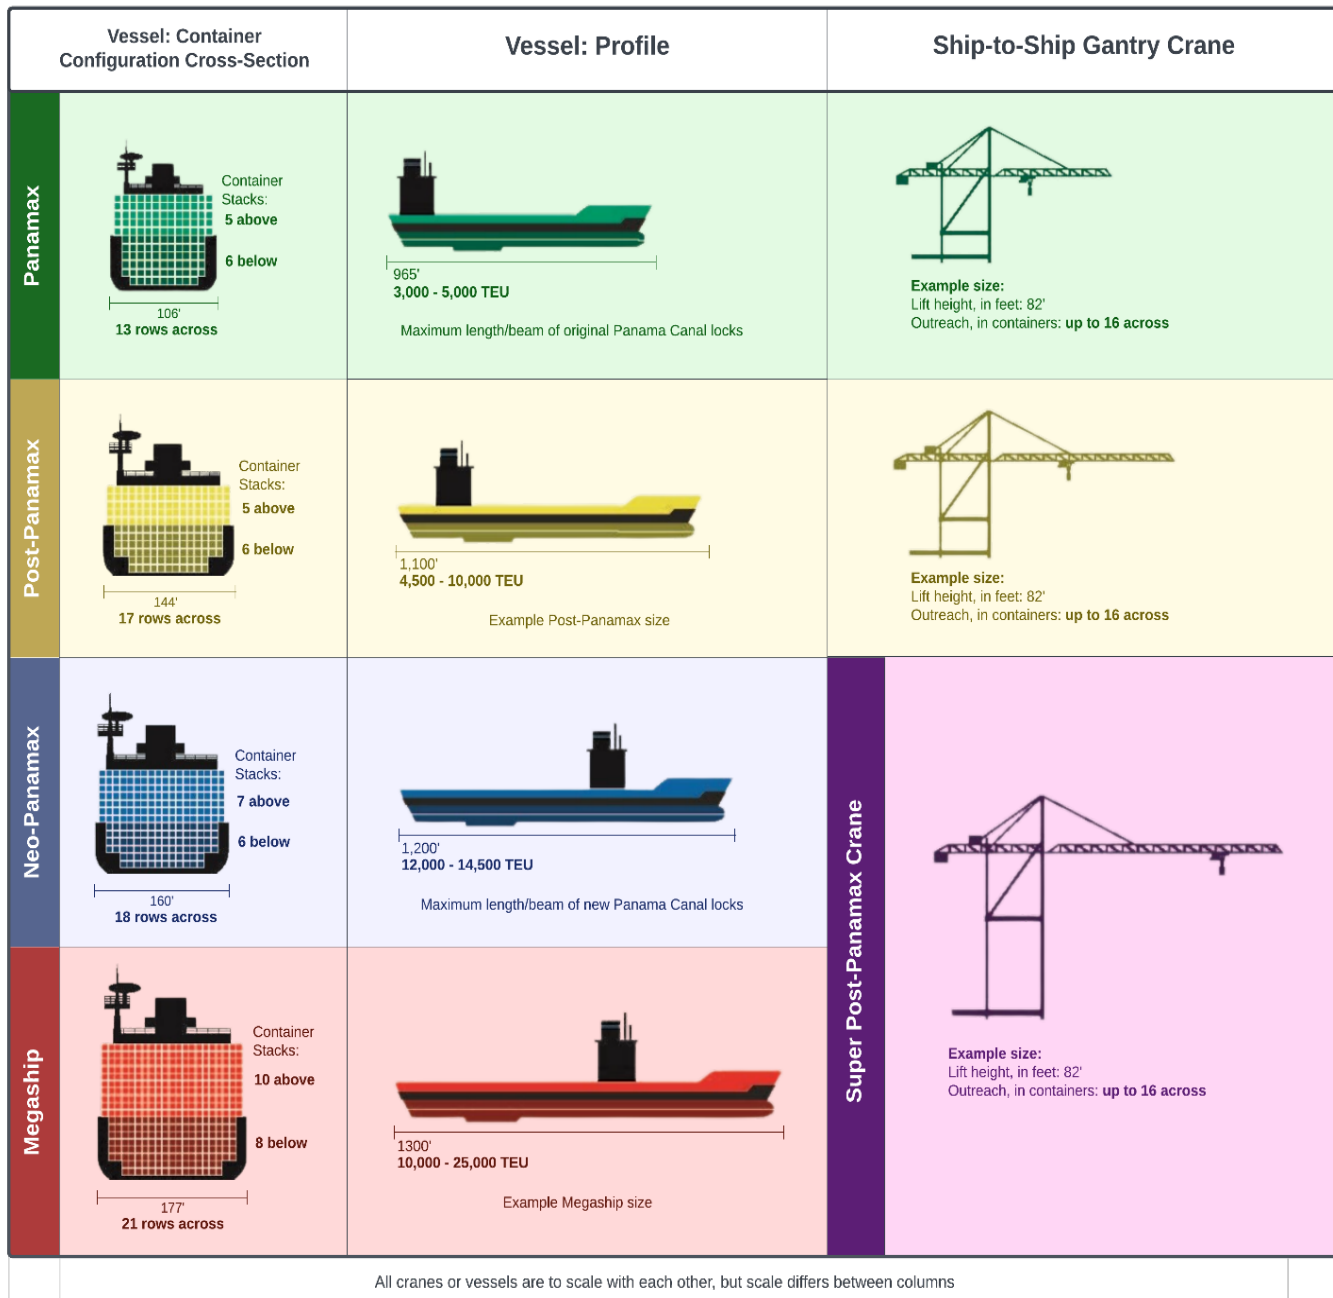 Vessel: Container
Configuration Cross-Section
Vessel: Profile
Ship-to-Ship Gantry Crane
Panamax
Container
Stacks:
5 above
6 below
106'
13 rows across
965'
3,000 - 5,000 TEU
Maximum length/beam of original Panama Canal locks
Example size:
Lift height, in feet: 82'
Outreach, in containers: up to 16 across
Post-Panamax
Container
Stacks:
5 above
6 below
144'
17 rows across
1,100'
4,500 - 10,000 TEU
Example Post-Panamax size
Example size:
Lift height, in feet: 82'
Outreach, in containers: up to 16 across
Neo-Panamax
Container
Stacks:
7 above
6 below
160'
18 rows across
1,200'
12,000 - 14,500 TEU
Maximum length/beam of new Panama Canal locks
Super Post-Panamax Crane
Example size:
Lift height, in feet: 82'
Outreach, in containers: up to 16 across
Megaship
Container
Stacks:
10 above
8 below
177'
21 rows across
1300'
10,000 - 25,000 TEU
Example Megaship size
All cranes or vessels are to scale with each other, but scale differs between columns